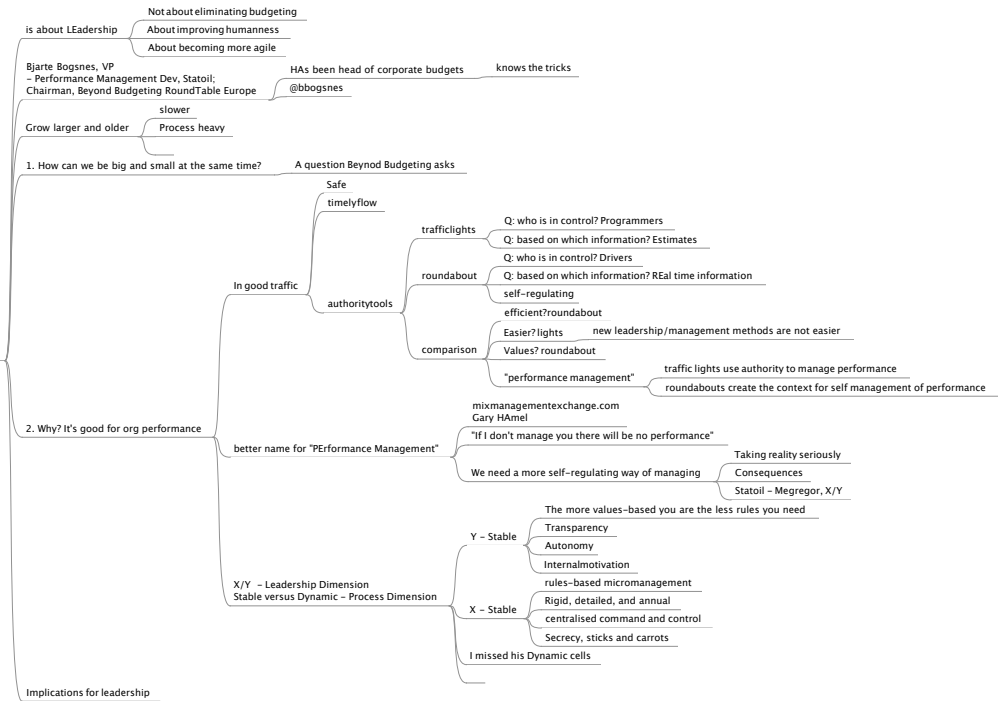 is about LEadership
Not about eliminating budgeting
About improving humanness
About becoming more agile
Bjarte Bogsnes, VP
- Performance Management Dev, Statoil;
Chairman, Beyond Budgeting RoundTable Europe
HAs been head of corporate budgets
knows the tricks
@bbogsnes
Grow larger and older
slower
Process heavy
1. How can we be big and small at the same time?
A question Beynod Budgeting asks
2. Why? It's good for org performance
In good traffic
Safe
timelyflow
authoritytools
trafficlights
Q: who is in control? Programmers
Q: based on which information? Estimates
roundabout
Q: who is in control? Drivers
Q: based on which information? REal time information
self-regulating
comparison
efficient?roundabout
Easier? lights
new leadership/management methods are not easier
Values? roundabout
"performance management"
traffic lights use authority to manage performance
roundabouts create the context for self management of performance
better name for "PErformance Management"
mixmanagementexchange.com
Gary HAmel
"If I don't manage you there will be no performance"
We need a more self-regulating way of managing
Taking reality seriously
Consequences
Statoil - Megregor, X/Y
X/Y - Leadership Dimension
Stable versus Dynamic - Process Dimension
Y - Stable
The more values-based you are the less rules you need
Transparency
Autonomy
Internalmotivation
X - Stable
rules-based micromanagement
Rigid, detailed, and annual
centralised command and control
Secrecy, sticks and carrots
I missed his Dynamic cells
Implications for leadership